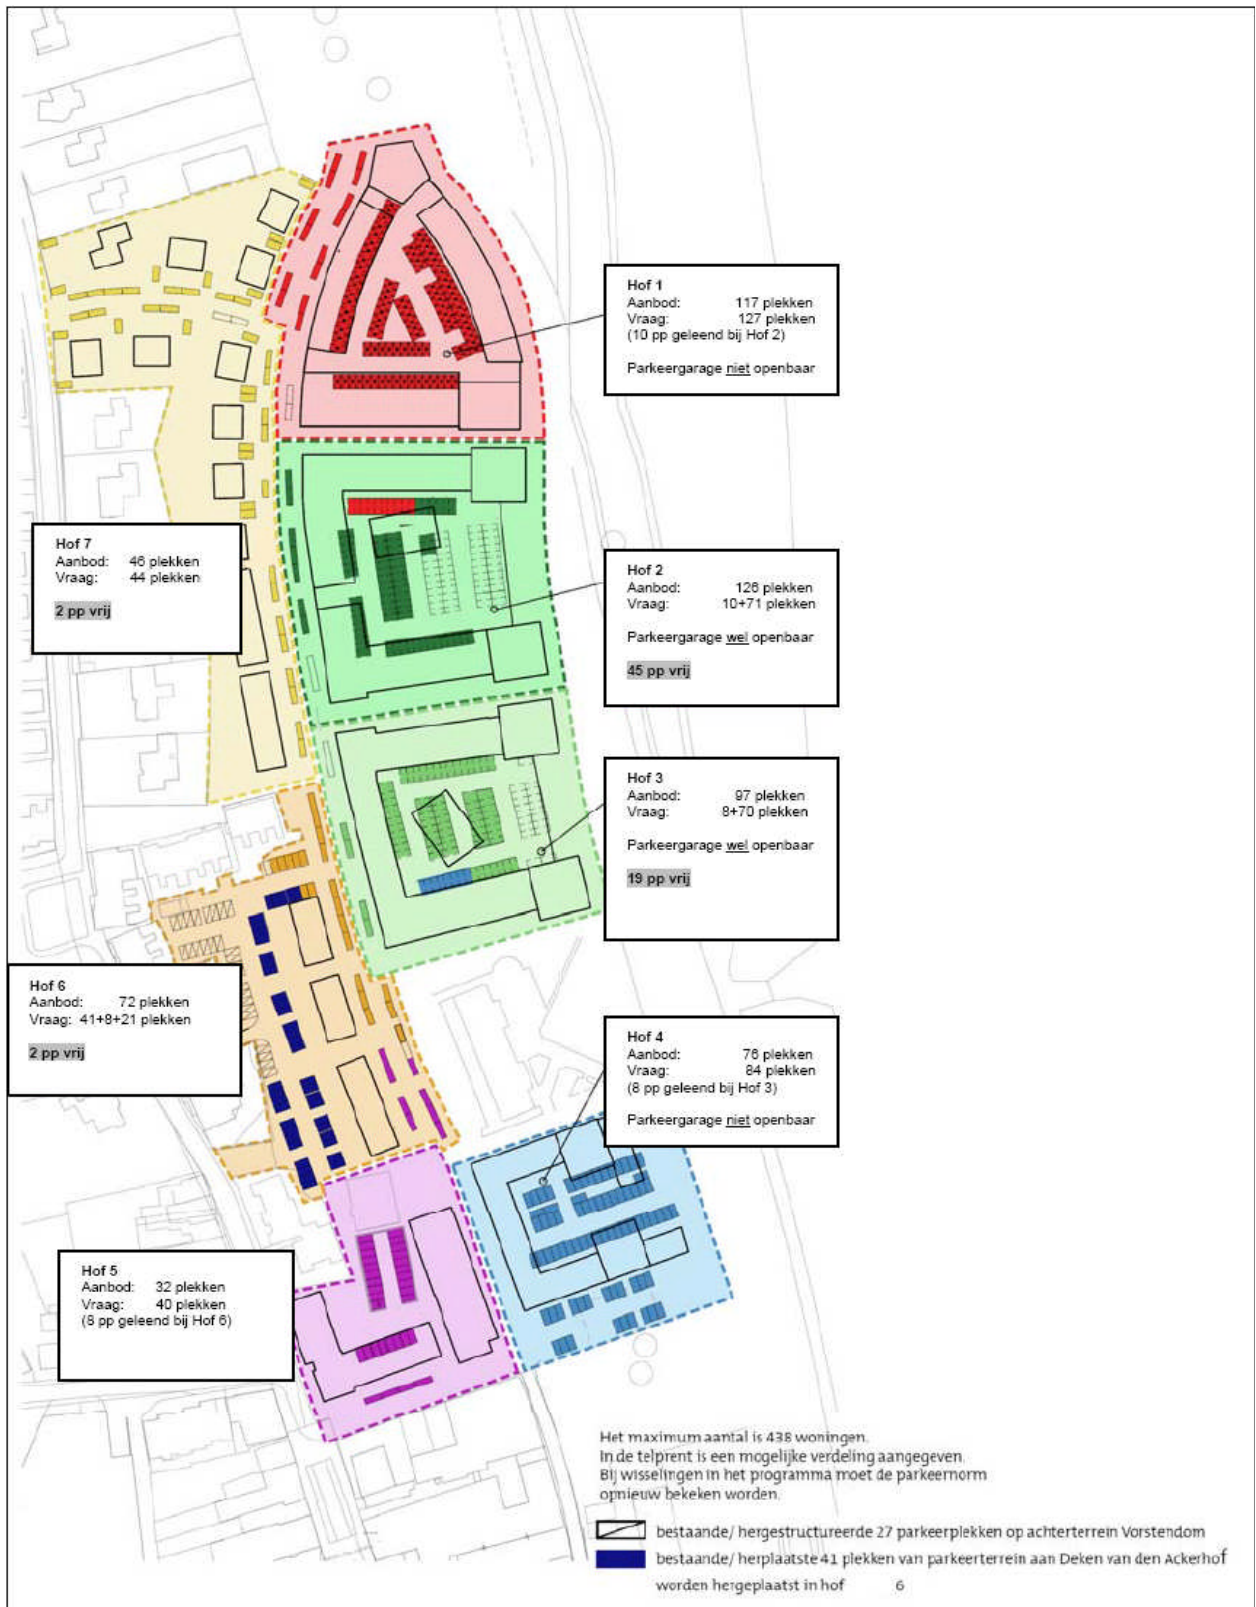 Hof 1
Aanbod: 117 plekken
Vraag: 127 plekken
(10 pp geleend bij Hof 2)
Parkeergarage niet openbaar
Hof 7
Aanbod: 46 plekken
Vraag: 44 plekken
2 pp vrij
Hof 2
Aanbod: 126 plekken
Vraag: 10+71 plekken
Parkeergarage wel openbaar
45 pp vrij
Hof 3
Aanbod: 97 plekken
Vraag: 8+70 plekken
Parkeergarage wel openbaar
19 pp vrij
Hof 6
Aanbod: 72 plekken
Vraag: 41+8+21 plekken
2 pp vrij
Hof 4
Aanbod: 76 plekken
Vraag: 84 plekken
(8 pp geleend bij Hof 3)
Parkeergarage niet openbaar
Hof 5
Aanbod: 32 plekken
Vraag: 40 plekken
(8 pp geleend bij Hof 6)
Het maximum aantal is 438 woningen.
In de telprent is een mogelijke verdeling aangegeven.
Bij wisselingen in het programma moet de parkeernorm
opnieuw bekeken worden.
bestaande/ hergestructureerde 27 parkeerplekken op achterterrein Vorstendom
bestaande/ herplaatste 41 plekken van parkeerterrein aan Deken van den Ackerhof
worden hergeplaatst in hof 6